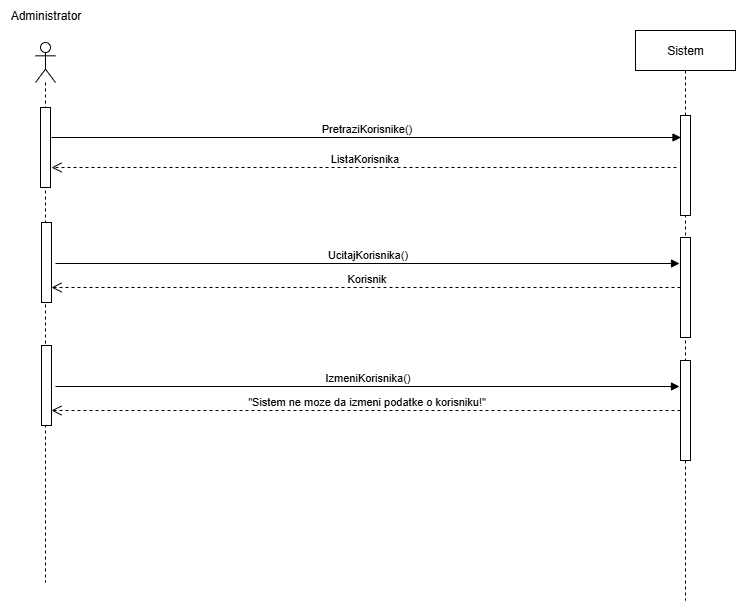 Administrator
Sistem
PretraziKorisnike()
ListaKorisnika
UcitajKorisnika()
Korisnik
IzmeniKorisnika()
"Sistem ne moze da izmeni podatke o korisniku!"